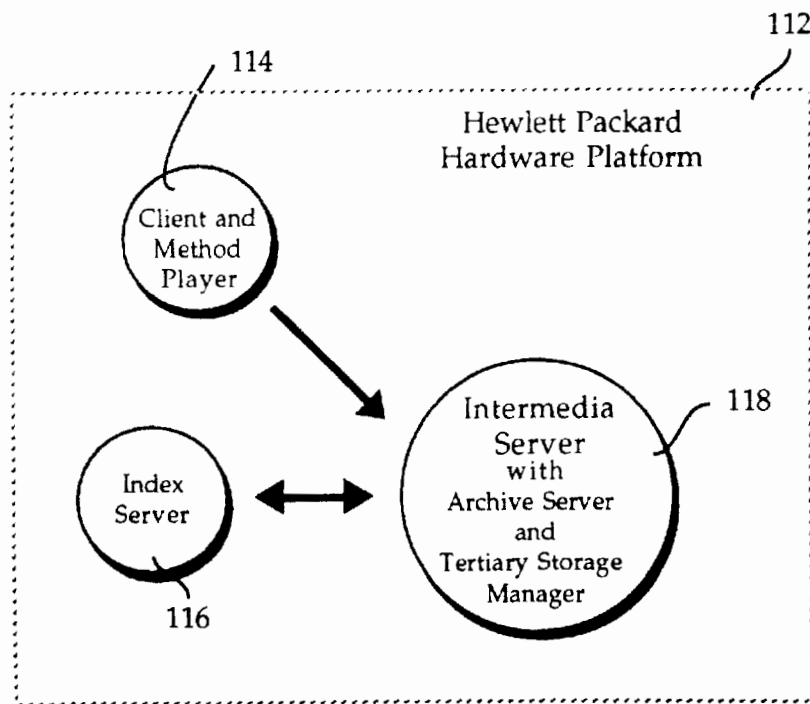 112
114
Hewlett Packard
Hardware Platform
Client and
Method
Player
Intermedia
Server
with
Archive Server
and
Tertiary Storage
Manager
118
Index
Server
116